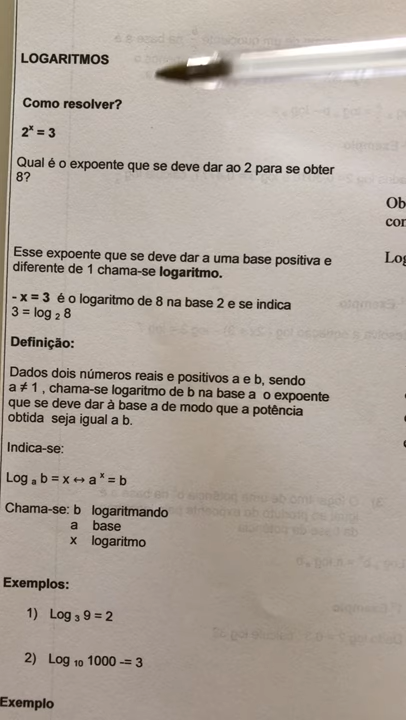 LOGARITMOS
Como resolver?
2ˣ = 3
Qual é o expoente que se deve dar ao 2 para se obter
8?
Esse expoente que se deve dar a uma base positiva e
diferente de 1 chama-se logaritmo.
- x = 3 é o logaritmo de 8 na base 2 e se indica
3 = log ₂ 8
Definição:
Dados dois números reais e positivos a e b, sendo
a ≠ 1 , chama-se logaritmo de b na base a o expoente
que se deve dar à base a de modo que a potência
obtida seja igual a b.
Indica-se:
Log ₐ b = x ↔ a ˣ = b
Chama-se: b logaritmando
a base
x logaritmo
Exemplos:
1) Log ₃ 9 = 2
2) Log ₁₀ 1000 -= 3
Exemplo
Ob
Log